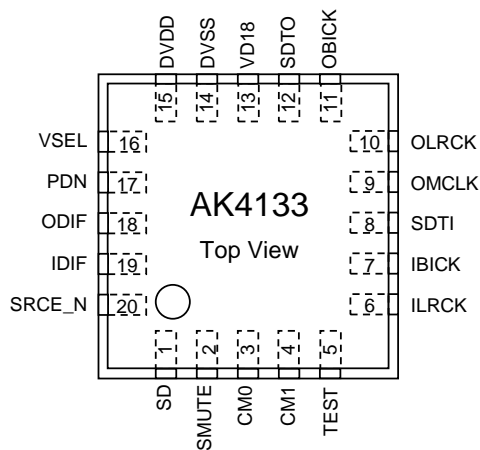 DVDD
DVSS
VD18
SDTO
OBICK
15
14
13
12
11
VSEL 16
PDN 17
ODIF 18
IDIF 19
SRCE_N 20
AK4133
Top View
10 OLRCK
9 OMCLK
8 SDTI
7 IBICK
6 ILRCK
1
2
3
4
5
SD
SMUTE
CM0
CM1
TEST